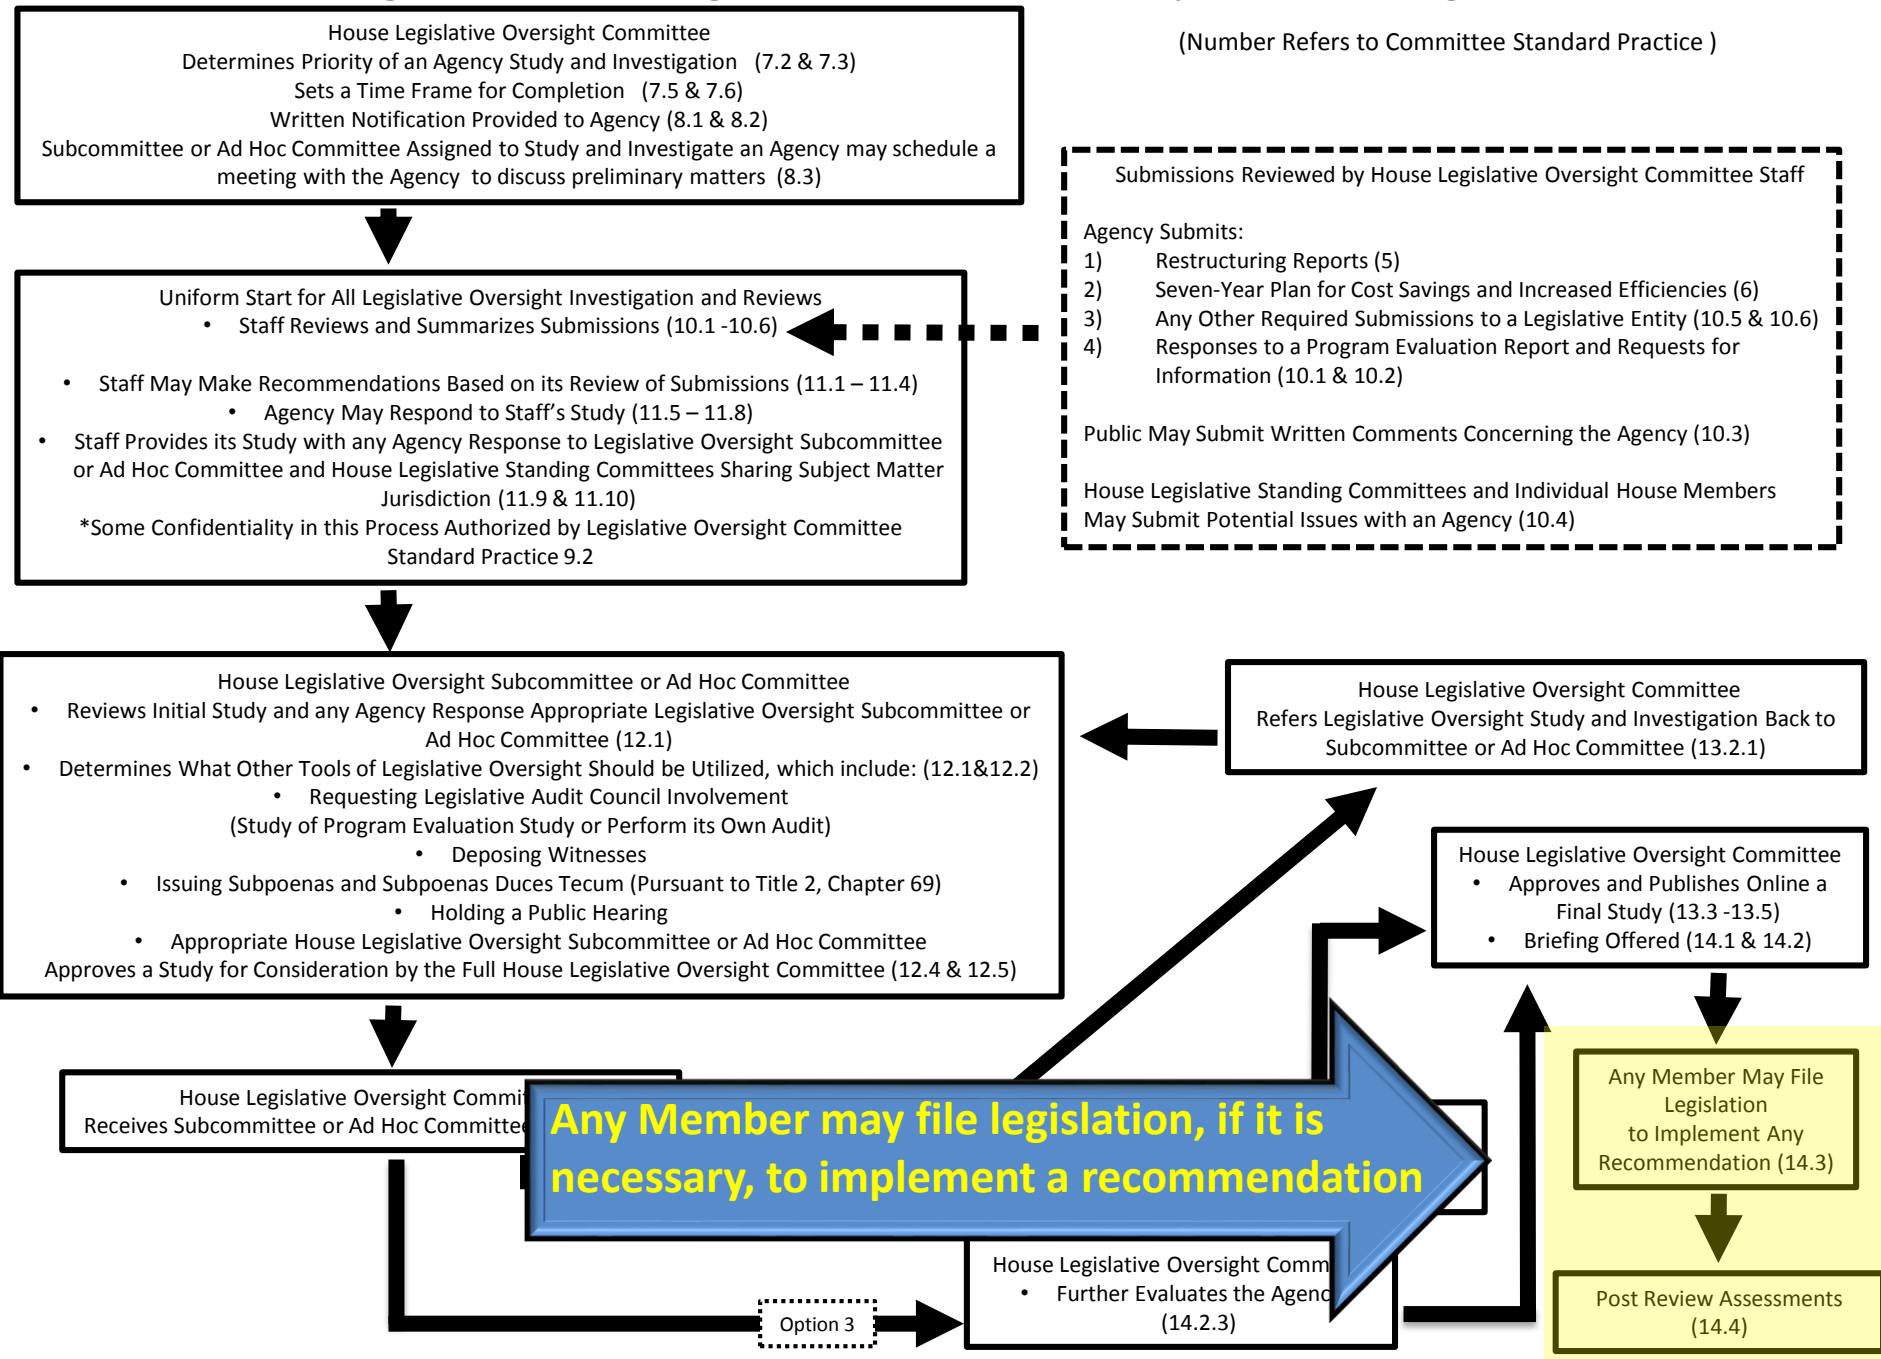 (Number Refers to Committee Standard Practice )
House Legislative Oversight Committee
Determines Priority of an Agency Study and Investigation (7.2 & 7.3)
Sets a Time Frame for Completion (7.5 & 7.6)
Written Notification Provided to Agency (8.1 & 8.2)
Subcommittee or Ad Hoc Committee Assigned to Study and Investigate an Agency may schedule a
meeting with the Agency to discuss preliminary matters (8.3)
Submissions Reviewed by House Legislative Oversight Committee Staff
Agency Submits:
1) Restructuring Reports (5)
2) Seven-Year Plan for Cost Savings and Increased Efficiencies (6)
3) Any Other Required Submissions to a Legislative Entity (10.5 & 10.6)
4) Responses to a Program Evaluation Report and Requests for
Information (10.1 & 10.2)
Public May Submit Written Comments Concerning the Agency (10.3)
House Legislative Standing Committees and Individual House Members
May Submit Potential Issues with an Agency (10.4)
Uniform Start for All Legislative Oversight Investigation and Reviews
• Staff Reviews and Summarizes Submissions (10.1 -10.6)
• Staff May Make Recommendations Based on its Review of Submissions (11.1 – 11.4)
• Agency May Respond to Staff's Study (11.5 – 11.8)
• Staff Provides its Study with any Agency Response to Legislative Oversight Subcommittee
or Ad Hoc Committee and House Legislative Standing Committees Sharing Subject Matter
Jurisdiction (11.9 & 11.10)
*Some Confidentiality in this Process Authorized by Legislative Oversight Committee
Standard Practice 9.2
House Legislative Oversight Subcommittee or Ad Hoc Committee
• Reviews Initial Study and any Agency Response Appropriate Legislative Oversight Subcommittee or
Ad Hoc Committee (12.1)
• Determines What Other Tools of Legislative Oversight Should be Utilized, which include: (12.1&12.2)
• Requesting Legislative Audit Council Involvement
(Study of Program Evaluation Study or Perform its Own Audit)
• Deposing Witnesses
• Issuing Subpoenas and Subpoenas Duces Tecum (Pursuant to Title 2, Chapter 69)
• Holding a Public Hearing
• Appropriate House Legislative Oversight Subcommittee or Ad Hoc Committee
Approves a Study for Consideration by the Full House Legislative Oversight Committee (12.4 & 12.5)
House Legislative Oversight Committee
Refers Legislative Oversight Study and Investigation Back to
Subcommittee or Ad Hoc Committee (13.2.1)
House Legislative Oversight Committee
• Approves and Publishes Online a
Final Study (13.3 -13.5)
• Briefing Offered (14.1 & 14.2)
Any Member May File
Legislation
to Implement Any
Recommendation (14.3)
Post Review Assessments
(14.4)
House Legislative Oversight
Receives Subcommittee or Ad Hoc Committee
Any Member may file legislation, if it is
necessary, to implement a recommendation
House Legislative Oversight
• Further Evaluates the
(14.2.3)
Option 3